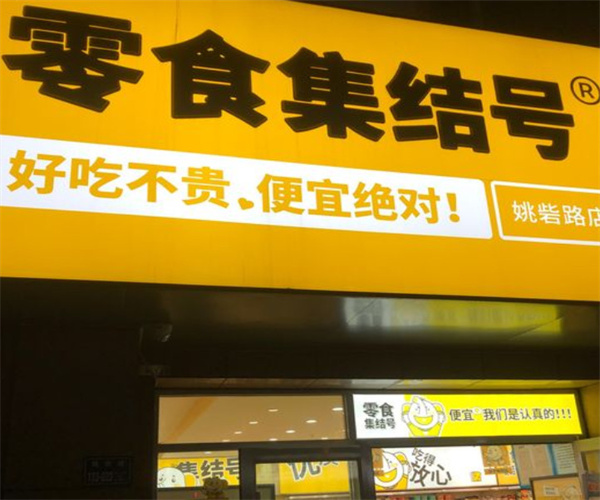 零食集结号®
好吃不贵、便宜绝对!
姚砦路店
零食
集结号
便宜 我们是认真的!!!
集结号
优
吃得
放心